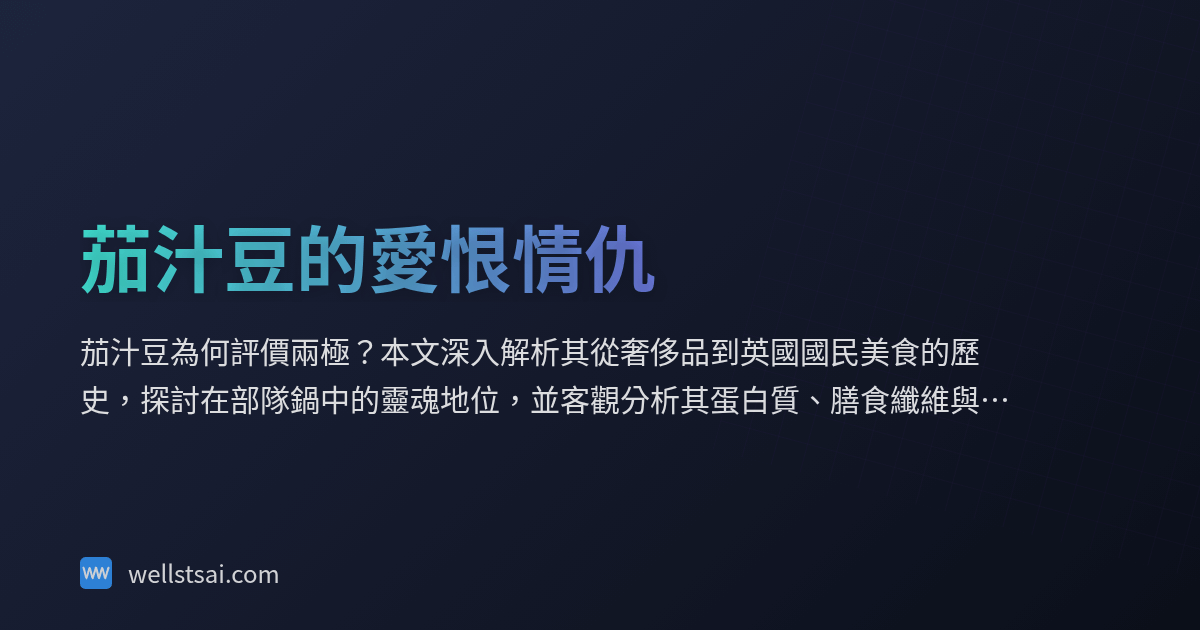 茄汁豆的愛恨情仇
茄汁豆為何評價兩極？本文深入解析其從奢侈品到英國國民美食的歷
史，探討在部隊鍋中的靈魂地位，並客觀分析其蛋白質、膳食纖維與…
WW
wellstsai.com